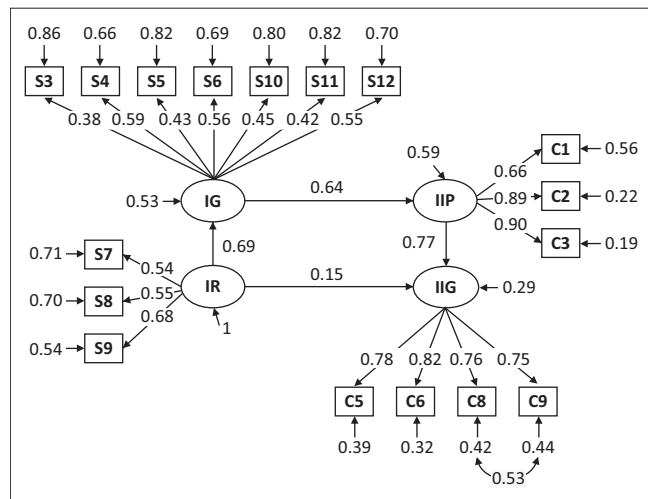 0.86 0.66 0.82 0.69 0.80 0.82 0.70
S3 S4 S5 S6 S10 S11 S12
0.38 0.59 0.43 0.56 0.45 0.42 0.55
0.59 0.66 C1 0.56
0.53 IG 0.64 IIP 0.89 C2 0.22
0.90 C3 0.19
0.71 S7 0.54 0.69 0.77
0.70 S8 0.55 IR 0.15 IIG 0.29
0.54 S9 0.68 1
0.78 0.82 0.76 0.75
C5 C6 C8 C9
0.39 0.32 0.42 0.44
0.53